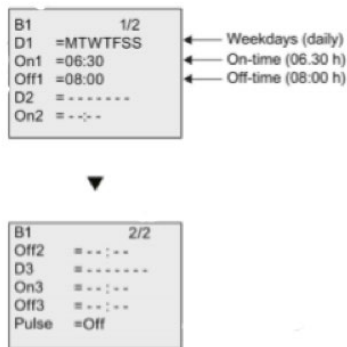 B1 1/2
D1 =MTWTFSS Weekdays (daily)
On1 =06:30 On-time (06.30 h)
Off1 =08:00 Off-time (08:00 h)
D2 =-------
On2 =--:--
B1 2/2
Off2 =--:--
D3 =-------
On3 =--:--
Off3 =--:--
Pulse =Off